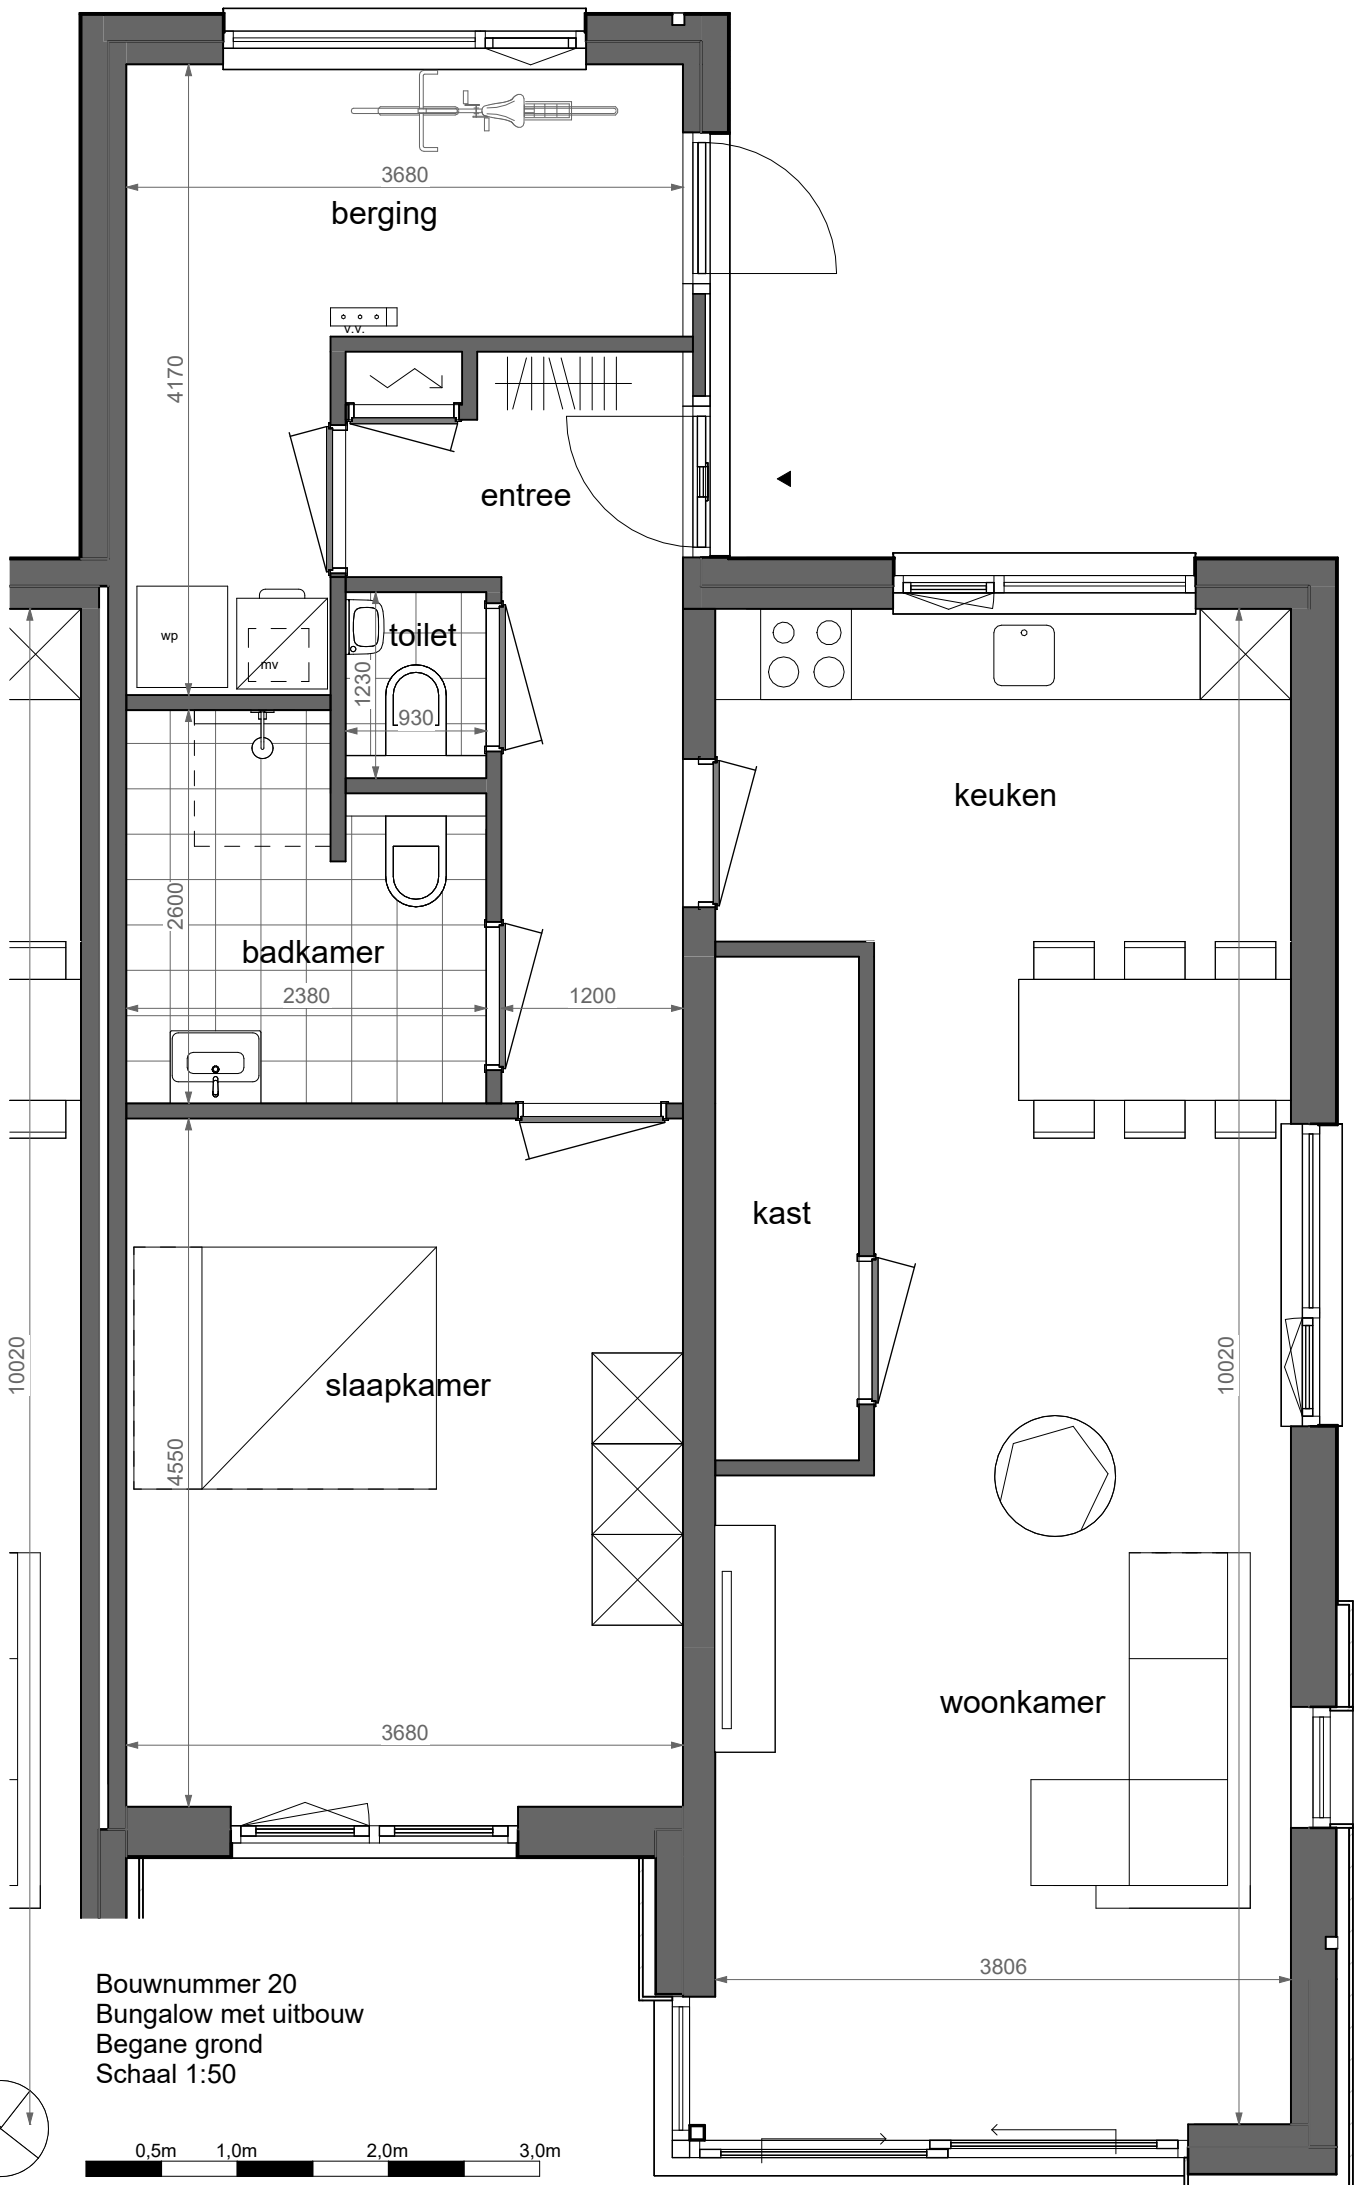 3680
berging
v.v.
4170
entree
wp
mv
toilet
1230
930
keuken
2600
badkamer
2380
1200
kast
10020
slaapkamer
10020
4550
woonkamer
3680
3806
Bouwnummer 20
Bungalow met uitbouw
Begane grond
Schaal 1:50
0,5m 1,0m 2,0m 3,0m